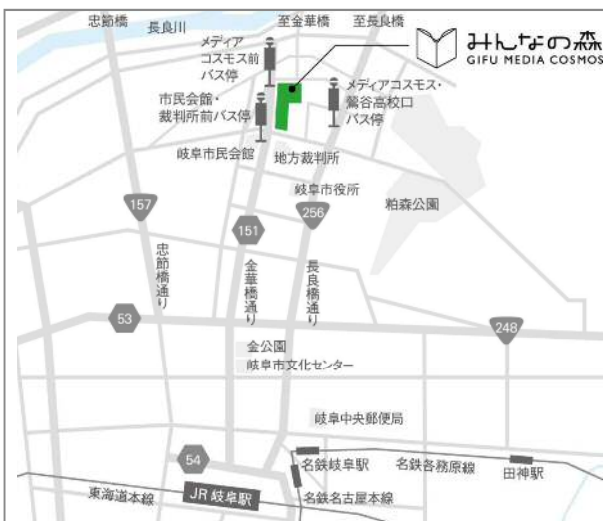 忠節橋
長良川
至金華橋
至長良橋
みんなの森
GIFU MEDIA COSMOS
メディア
コスモス前
バス停
市民会館・
裁判所前バス停
メディアコスモス・
鶯谷高校口
バス停
岐阜市民会館
地方裁判所
岐阜市役所
粕森公園
157
151
256
忠節橋通り
金華橋通り
長良橋通り
53
248
金公園
岐阜市文化センター
岐阜中央郵便局
54
名鉄岐阜駅
名鉄各務原線
田神駅
東海道本線
JR 岐阜駅
名鉄名古屋本線